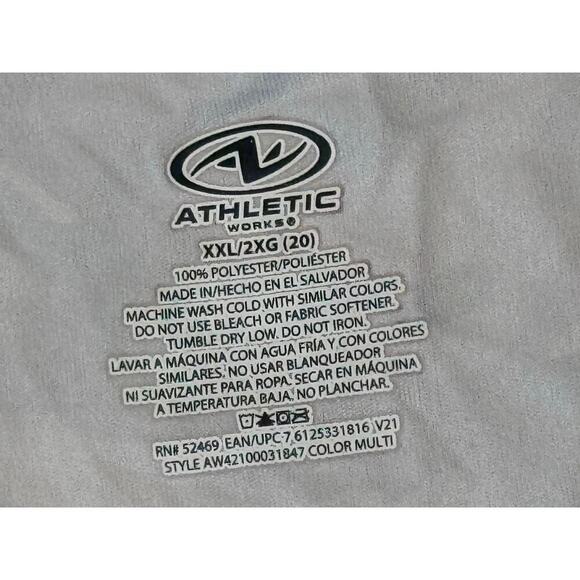 ATHLETIC
WORKS®
XXL/2XG (20)
100% POLYESTER/POLIÉSTER
MADE IN/HECHO EN EL SALVADOR
MACHINE WASH COLD WITH SIMILAR COLORS.
DO NOT USE BLEACH OR FABRIC SOFTENER.
TUMBLE DRY LOW. DO NOT IRON.
LAVAR A MÁQUINA CON AGUA FRÍA Y CON COLORES
SIMILARES. NO USAR BLANQUEADOR
NI SUAVIZANTE PARA ROPA. SECAR EN MÁQUINA
A TEMPERATURA BAJA. NO PLANCHAR.
RN# 52469 EAN/UPC-7 6125331816 V21
STYLE AW42100031847 COLOR MULTI